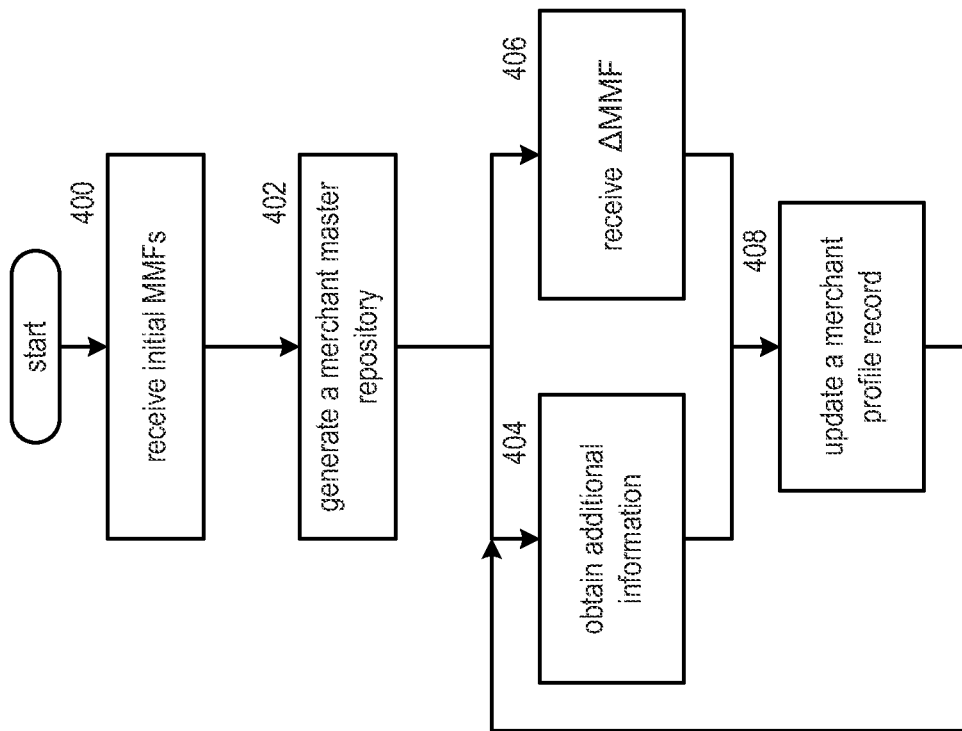 start
400
receive initial MMFs
402
generate a merchant master
repository
404
obtain additional
information
406
receive ΔMMF
408
update a merchant
profile record